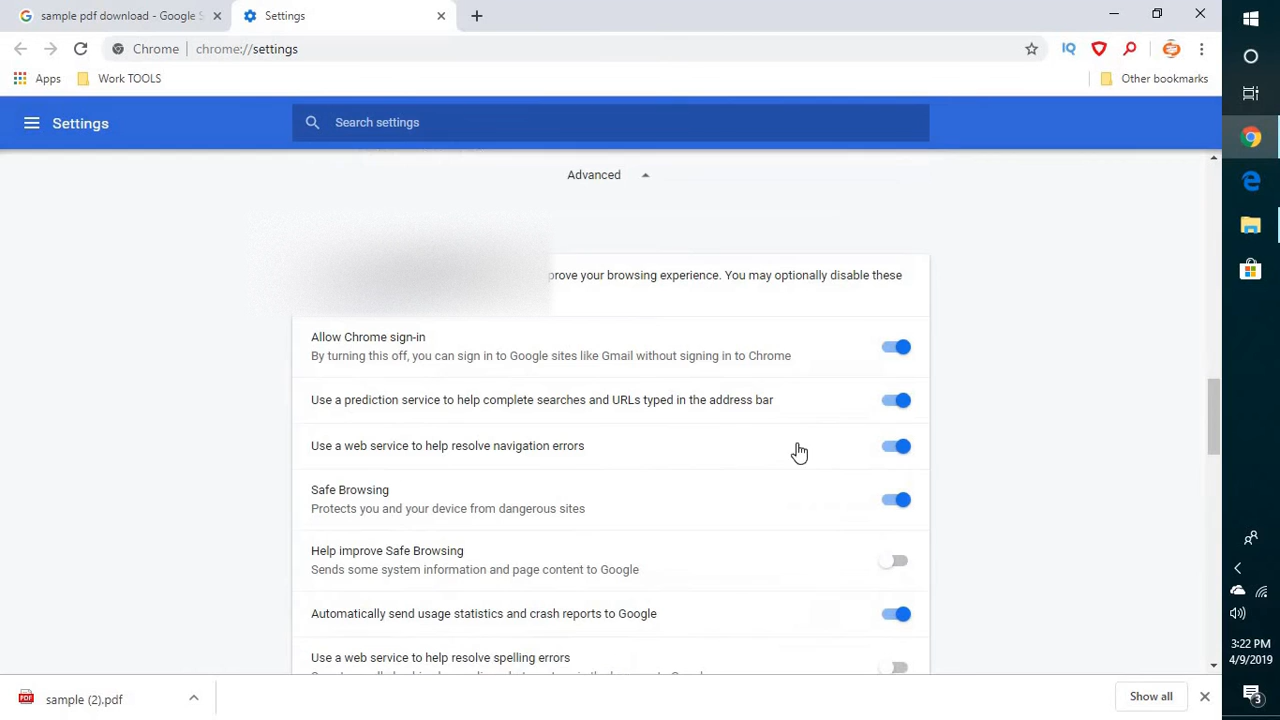 sample pdf download - Google S
Settings
Chrome
chrome://settings
Apps
Work TOOLS
Other bookmarks
Settings
Search settings
Advanced
prove your browsing experience. You may optionally disable these
Allow Chrome sign-in
By turning this off, you can sign in to Google sites like Gmail without signing in to Chrome
Use a prediction service to help complete searches and URLs typed in the address bar
Use a web service to help resolve navigation errors
Safe Browsing
Protects you and your device from dangerous sites
Help improve Safe Browsing
Sends some system information and page content to Google
Automatically send usage statistics and crash reports to Google
Use a web service to help resolve spelling errors
sample (2).pdf
Show all
3:22 PM
4/9/2019
3